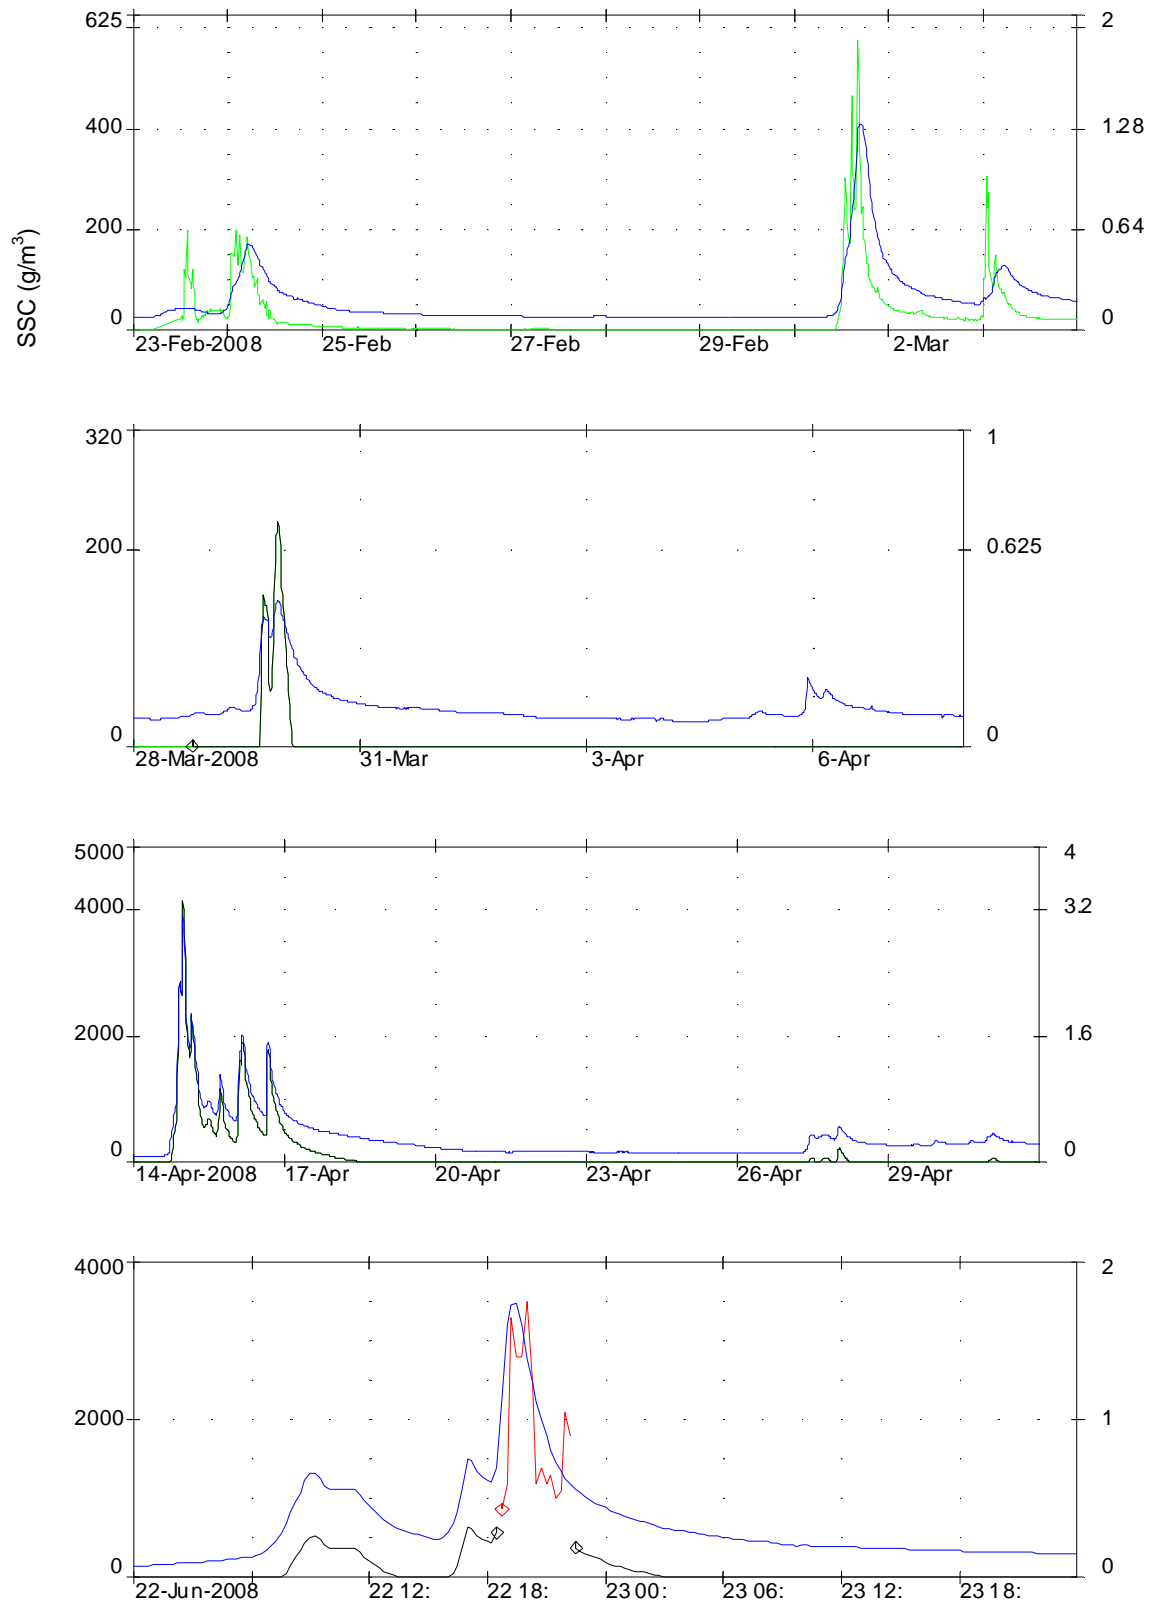 625 2
400 1.28
200 0.64
0 0
SSC (g/m³)
23-Feb-2008 25-Feb 27-Feb 29-Feb 2-Mar
320 1
200 0.625
0 0
28-Mar-2008 31-Mar 3-Apr 6-Apr
5000 4
4000 3.2
2000 1.6
0 0
14-Apr-2008 17-Apr 20-Apr 23-Apr 26-Apr 29-Apr
4000 2
2000 1
0 0
22-Jun-2008 22 12: 22 18: 23 00: 23 06: 23 12: 23 18: